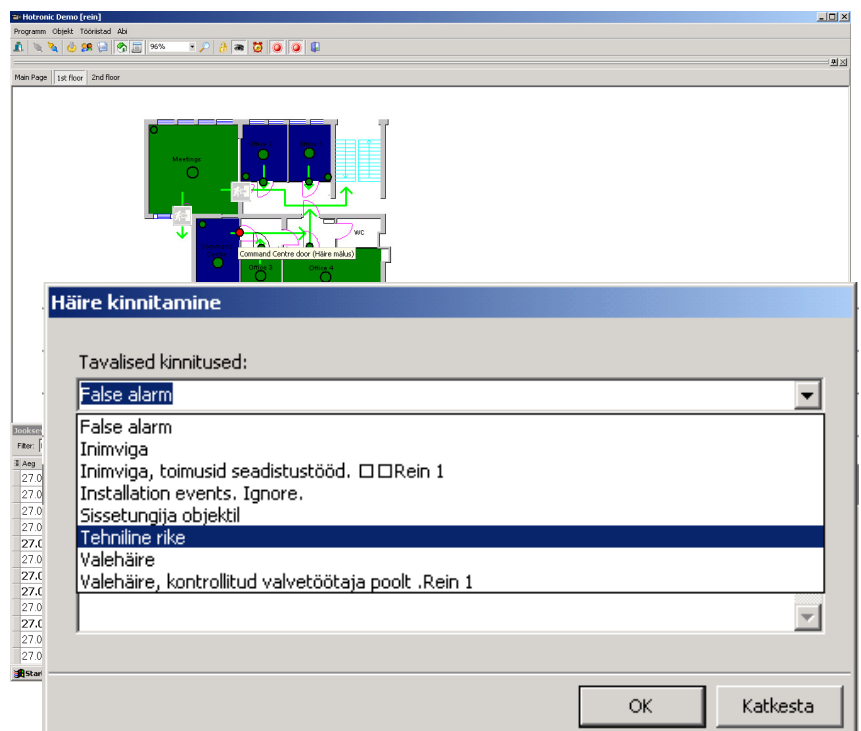 Hotronic Demo [rein]
Programm Objekt Tööriistad Abi
96%
Main Page 1st floor 2nd floor
Meetings
WC
Command Centre door (Häire mälus)
Office 3 Office 4
Häire kinnitamine
Tavalised kinnitused:
False alarm
False alarm
Inimviga
Inimviga, toimusid seadistustööd. □□Rein 1
Installation events. Ignore.
Sissetungija objektil
Tehniline rike
Valehäire
Valehäire, kontrollitud valvetöötaja poolt .Rein 1
Filter:
Aeg
27.0
27.0
27.0
27.0
27.0
27.0
27.0
27.0
27.0
27.0
27.0
27.0
Star
OK Katkesta